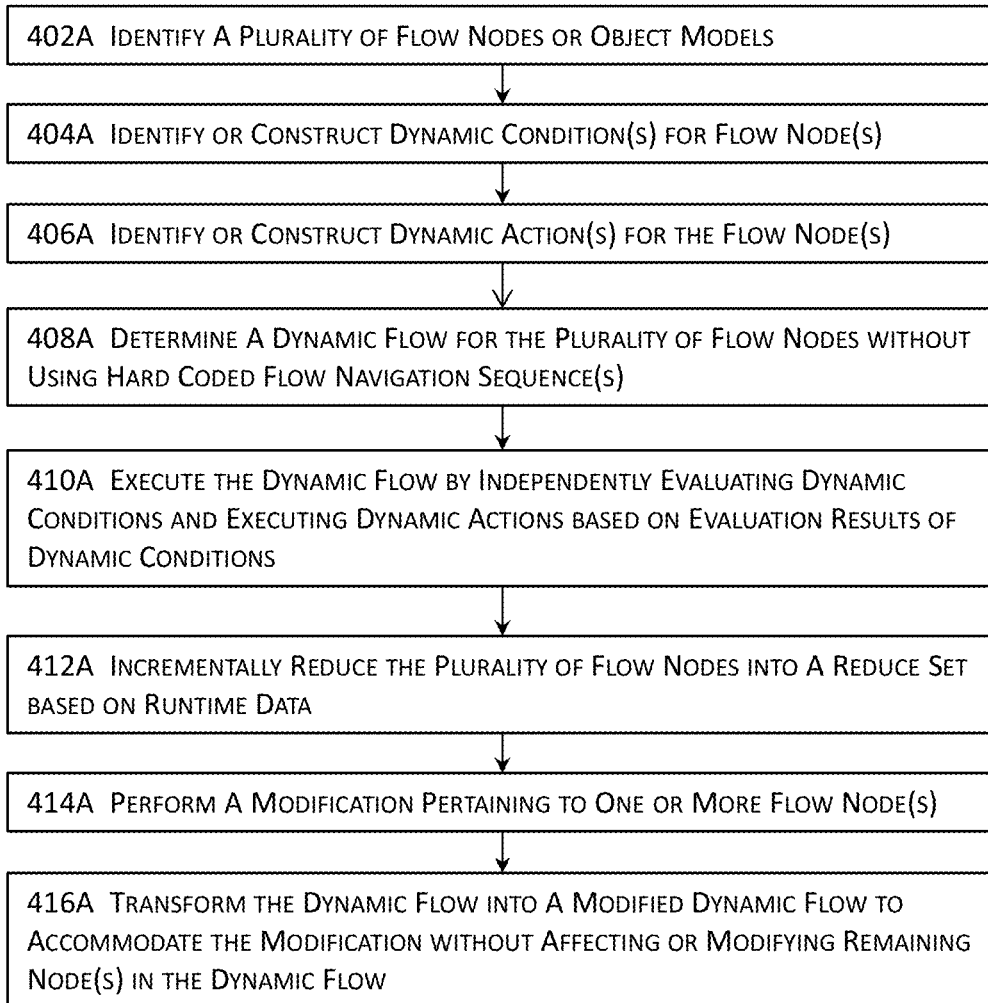 402A IDENTIFY A PLURALITY OF FLOW NODES OR OBJECT MODELS
404A IDENTIFY OR CONSTRUCT DYNAMIC CONDITION(S) FOR FLOW NODE(S)
406A IDENTIFY OR CONSTRUCT DYNAMIC ACTION(S) FOR THE FLOW NODE(S)
408A DETERMINE A DYNAMIC FLOW FOR THE PLURALITY OF FLOW NODES WITHOUT
USING HARD CODED FLOW NAVIGATION SEQUENCE(S)
410A EXECUTE THE DYNAMIC FLOW BY INDEPENDENTLY EVALUATING DYNAMIC
CONDITIONS AND EXECUTING DYNAMIC ACTIONS BASED ON EVALUATION RESULTS OF
DYNAMIC CONDITIONS
412A INCREMENTALLY REDUCE THE PLURALITY OF FLOW NODES INTO A REDUCE SET
BASED ON RUNTIME DATA
414A PERFORM A MODIFICATION PERTAINING TO ONE OR MORE FLOW NODE(S)
416A TRANSFORM THE DYNAMIC FLOW INTO A MODIFIED DYNAMIC FLOW TO
ACCOMMODATE THE MODIFICATION WITHOUT AFFECTING OR MODIFYING REMAINING
NODE(S) IN THE DYNAMIC FLOW